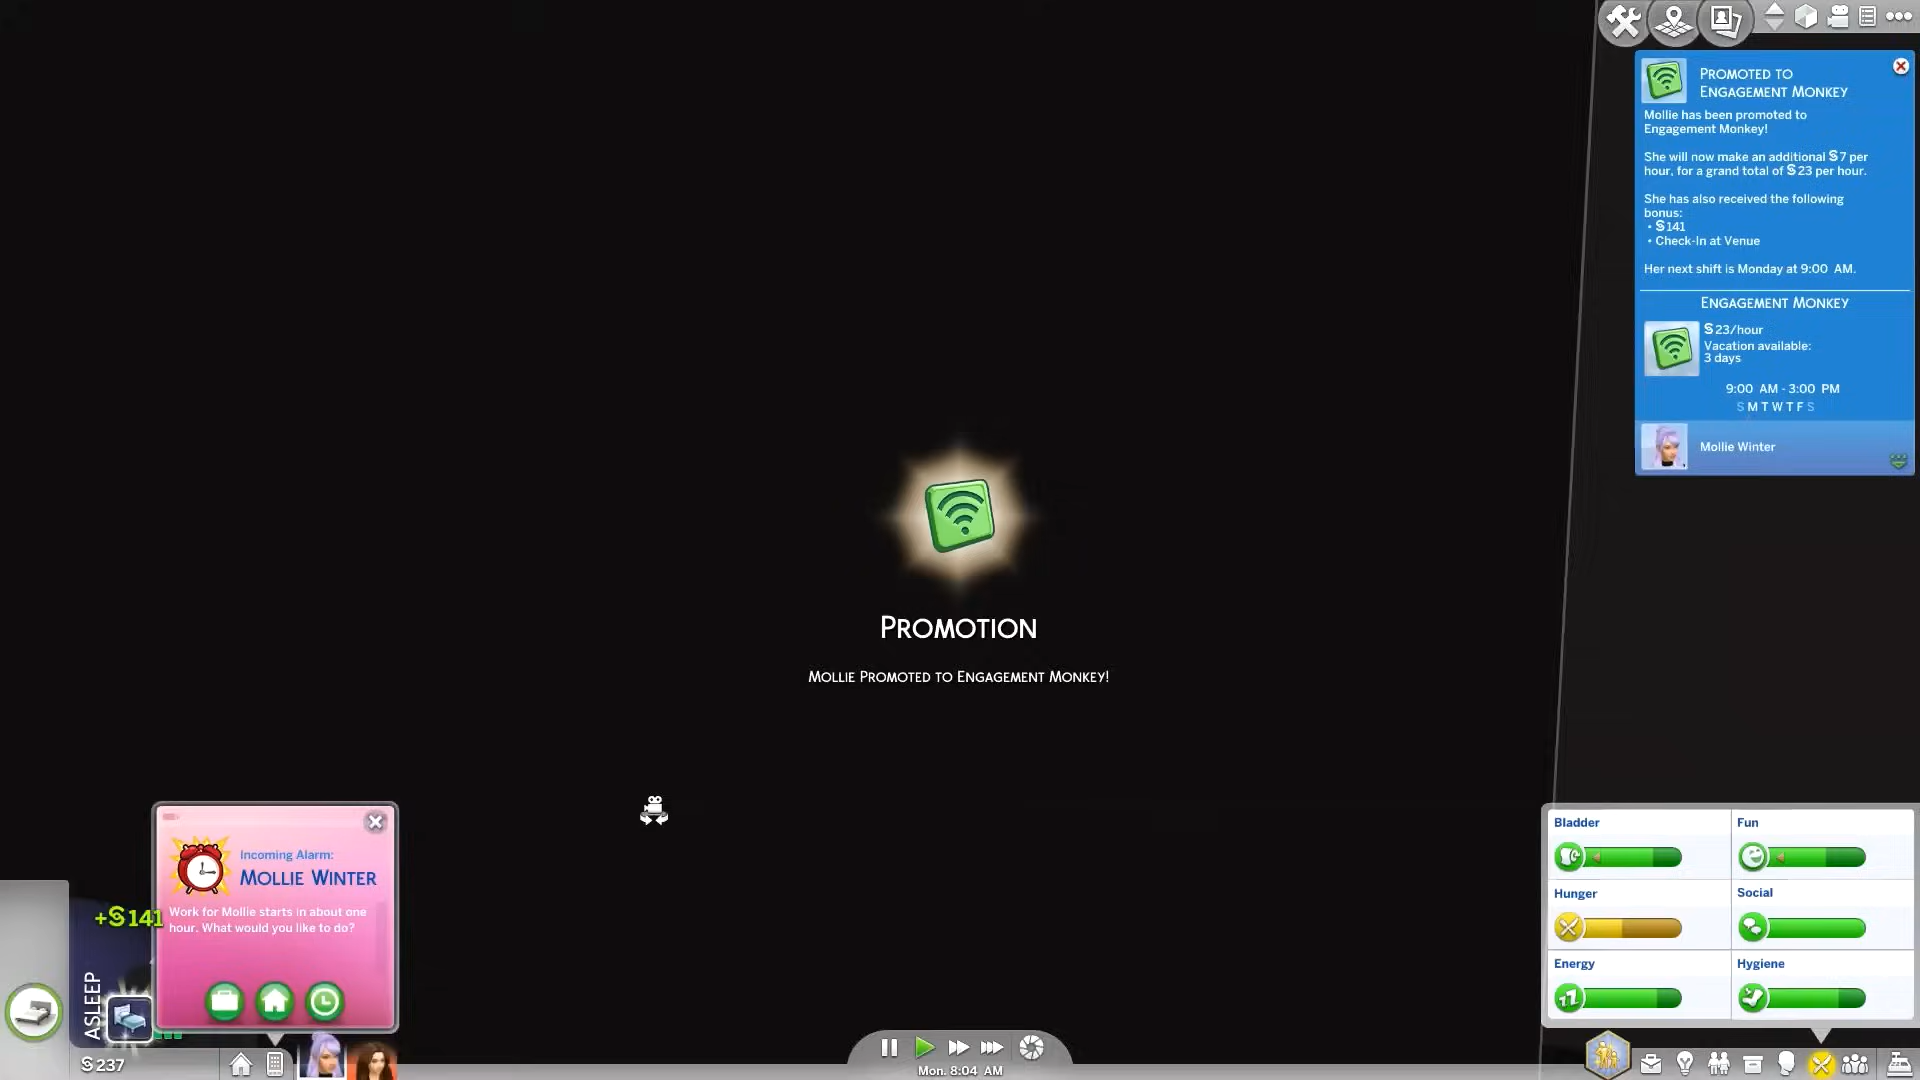 PROMOTED TO
ENGAGEMENT MONKEY
Mollie has been promoted to
Engagement Monkey!
She will now make an additional §7 per
hour, for a grand total of §23 per hour.
She has also received the following
bonus:
• §141
• Check-In at Venue
Her next shift is Monday at 9:00 AM.
ENGAGEMENT MONKEY
§23/hour
Vacation available:
3 days
9:00 AM - 3:00 PM
S M T W T F S
Mollie Winter
PROMOTION
MOLLIE PROMOTED TO ENGAGEMENT MONKEY!
Incoming Alarm:
MOLLIE WINTER
Work for Mollie starts in about one
hour. What would you like to do?
+§141
ASLEEP
§237
Mon. 8:04 AM
Bladder
Fun
Hunger
Social
Energy
Hygiene